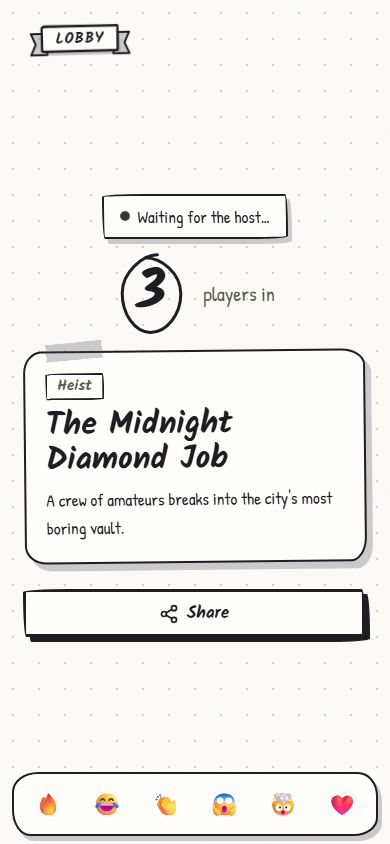 LOBBY
Waiting for the host...
3
players in
Heist
The Midnight
Diamond Job
A crew of amateurs breaks into the city's most
boring vault.
Share